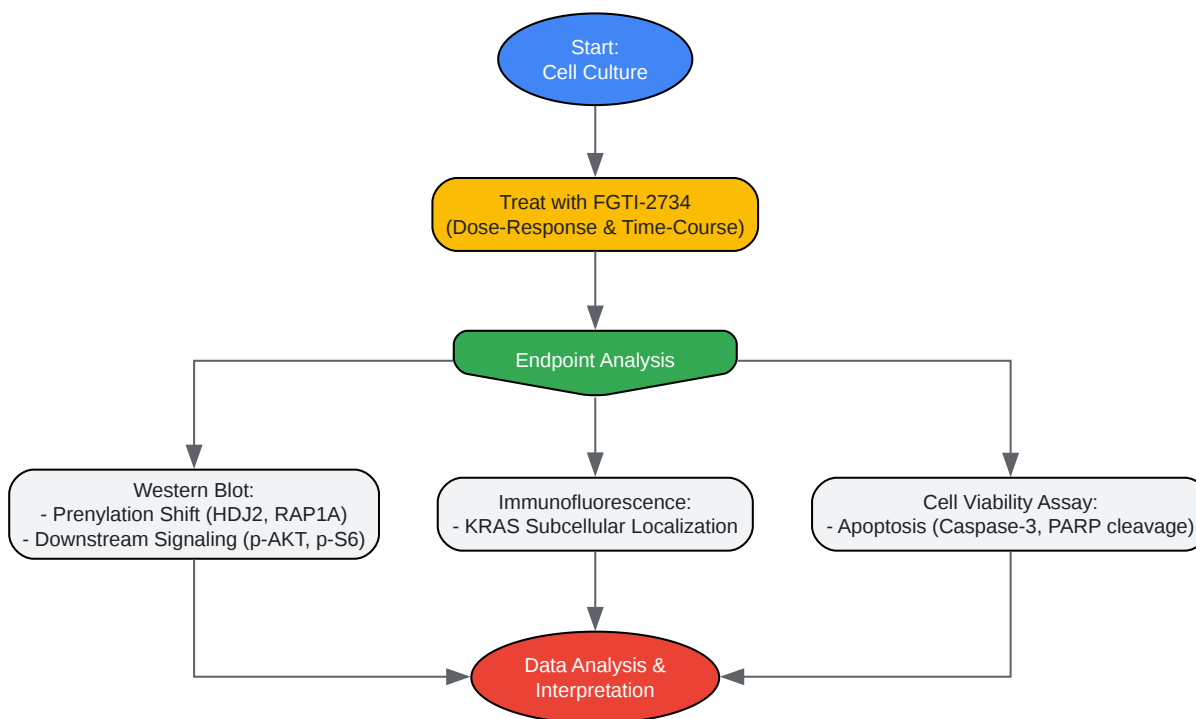 Start:
Cell Culture
Treat with FGTI-2734
(Dose-Response & Time-Course)
Endpoint Analysis
Western Blot:
- Prenylation Shift (HDJ2, RAP1A)
- Downstream Signaling (p-AKT, p-S6)
Immunofluorescence:
- KRAS Subcellular Localization
Cell Viability Assay:
- Apoptosis (Caspase-3, PARP cleavage)
Data Analysis &
Interpretation